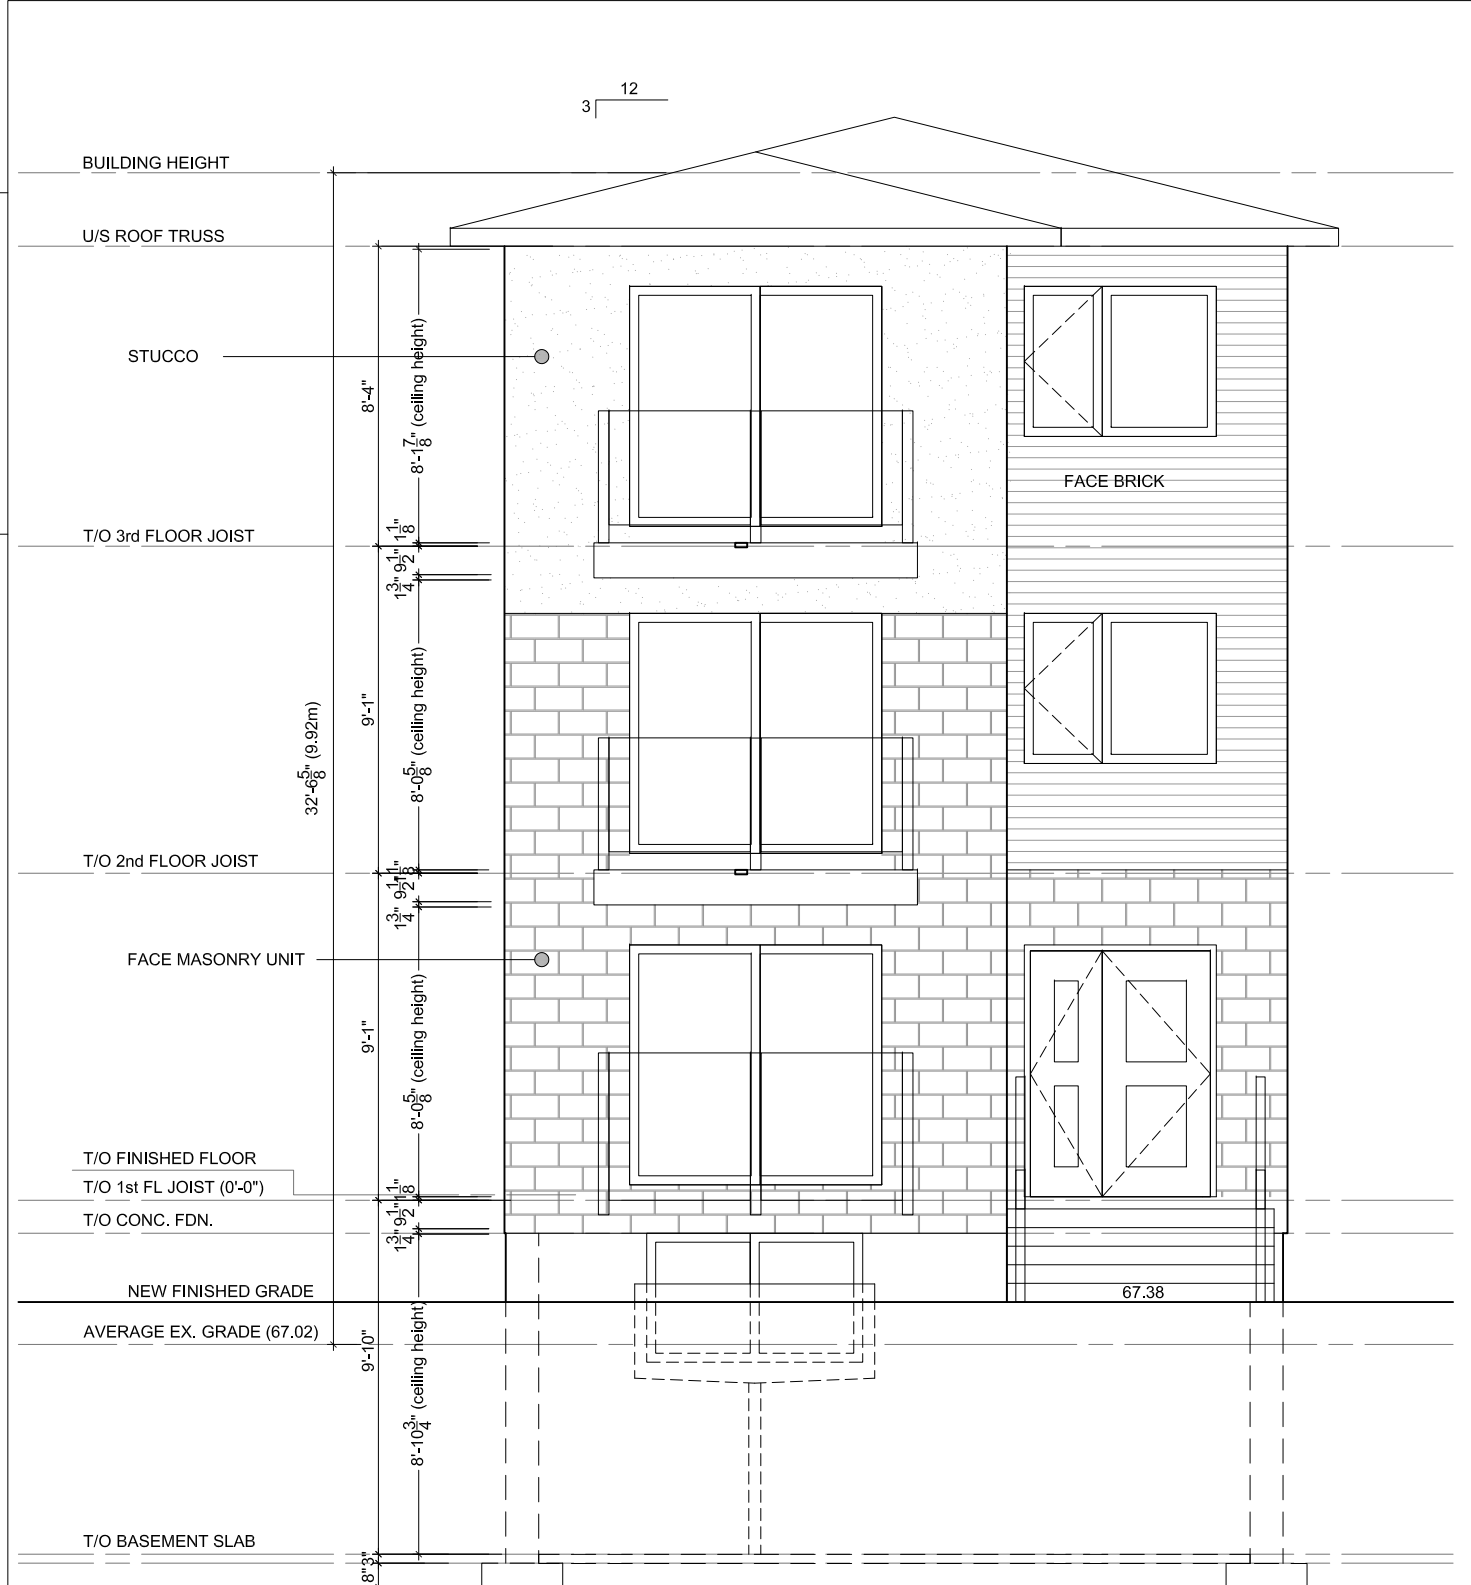 12
3
BUILDING HEIGHT
U/S ROOF TRUSS
STUCCO
8'-4"
8'-1 7/8" (ceiling height)
FACE BRICK
T/O 3rd FLOOR JOIST
1 1/8"
9 1/2"
1 3/4"
9'-1"
8'-0 5/8" (ceiling height)
32'-6 5/8" (9.92m)
T/O 2nd FLOOR JOIST
1 1/8"
9 1/2"
1 3/4"
FACE MASONRY UNIT
9'-1"
8'-0 5/8" (ceiling height)
T/O FINISHED FLOOR
T/O 1st FL JOIST (0'-0")
1 1/8"
9 1/2"
1 3/4"
T/O CONC. FDN.
NEW FINISHED GRADE
67.38
AVERAGE EX. GRADE (67.02)
9'-10"
8'-10 3/4" (ceiling height)
T/O BASEMENT SLAB
3"
8"